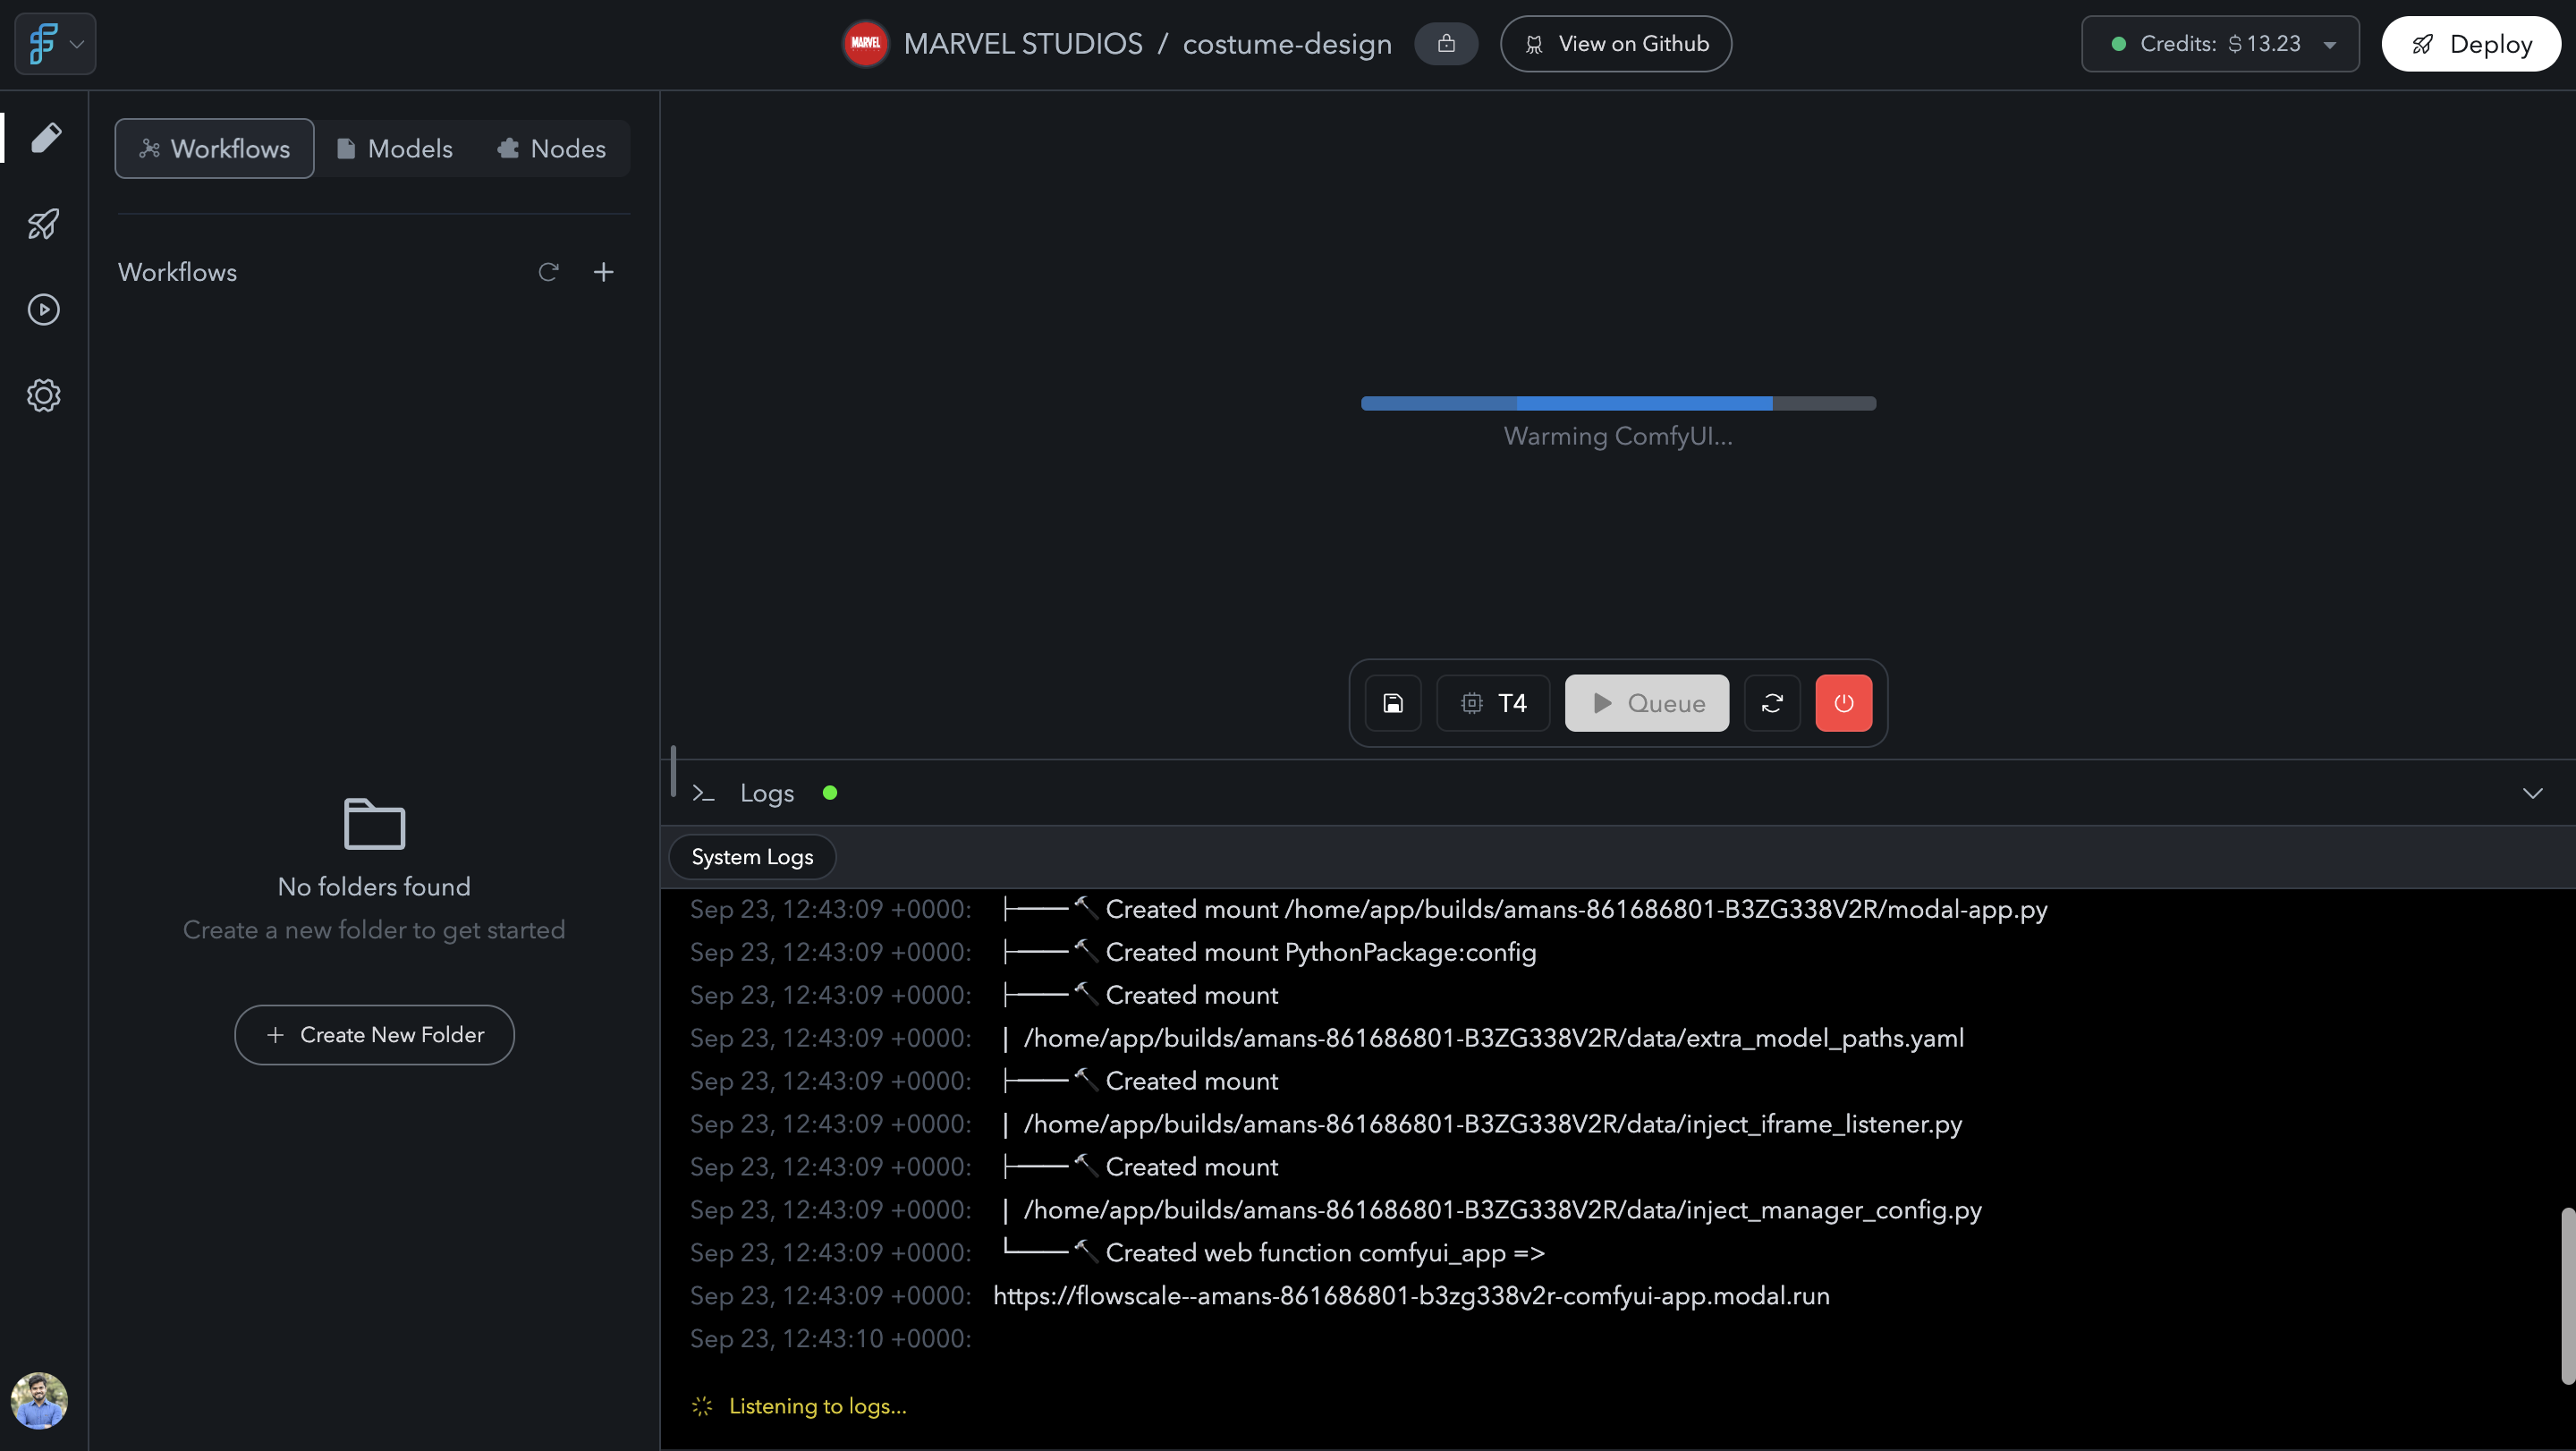 MARVEL MARVEL STUDIOS / costume-design View on Github Credits: $ 13.23 Deploy
Workflows Models Nodes
Workflows
Warming ComfyUI...
T4 Queue
No folders found
Create a new folder to get started
Create New Folder
Logs
System Logs
Sep 23, 12:43:09 +0000: ├── 🔨 Created mount /home/app/builds/amans-861686801-B3ZG338V2R/modal-app.py
Sep 23, 12:43:09 +0000: ├── 🔨 Created mount PythonPackage:config
Sep 23, 12:43:09 +0000: ├── 🔨 Created mount
Sep 23, 12:43:09 +0000: | /home/app/builds/amans-861686801-B3ZG338V2R/data/extra_model_paths.yaml
Sep 23, 12:43:09 +0000: ├── 🔨 Created mount
Sep 23, 12:43:09 +0000: | /home/app/builds/amans-861686801-B3ZG338V2R/data/inject_iframe_listener.py
Sep 23, 12:43:09 +0000: ├── 🔨 Created mount
Sep 23, 12:43:09 +0000: | /home/app/builds/amans-861686801-B3ZG338V2R/data/inject_manager_config.py
Sep 23, 12:43:09 +0000: └── 🔨 Created web function comfyui_app =>
Sep 23, 12:43:09 +0000: https://flowscale--amans-861686801-b3zg338v2r-comfyui-app.modal.run
Sep 23, 12:43:10 +0000:
Listening to logs...